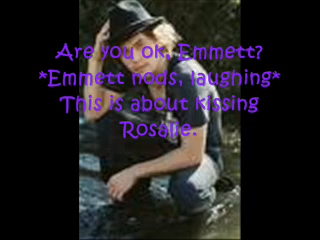 Are you ok, Emmett?
*Emmett nods, laughing*
This is about kissing
Rosalie.